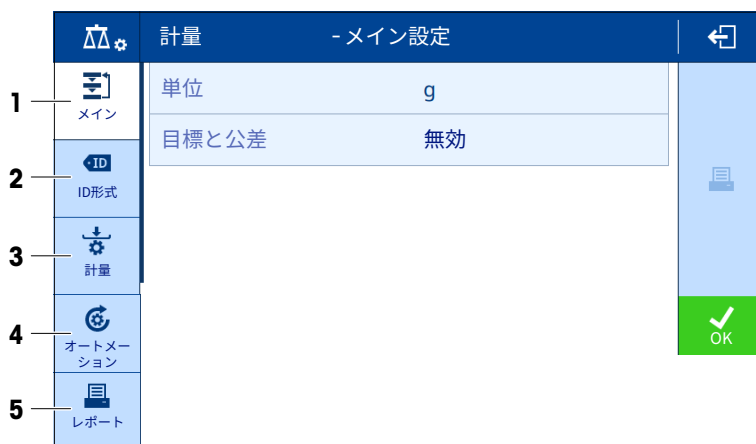 計量 - メイン設定
1
メイン
単位 g
目標と公差 無効
2
ID
ID形式
3
計量
4
オートメー
ション
OK
5
レポート